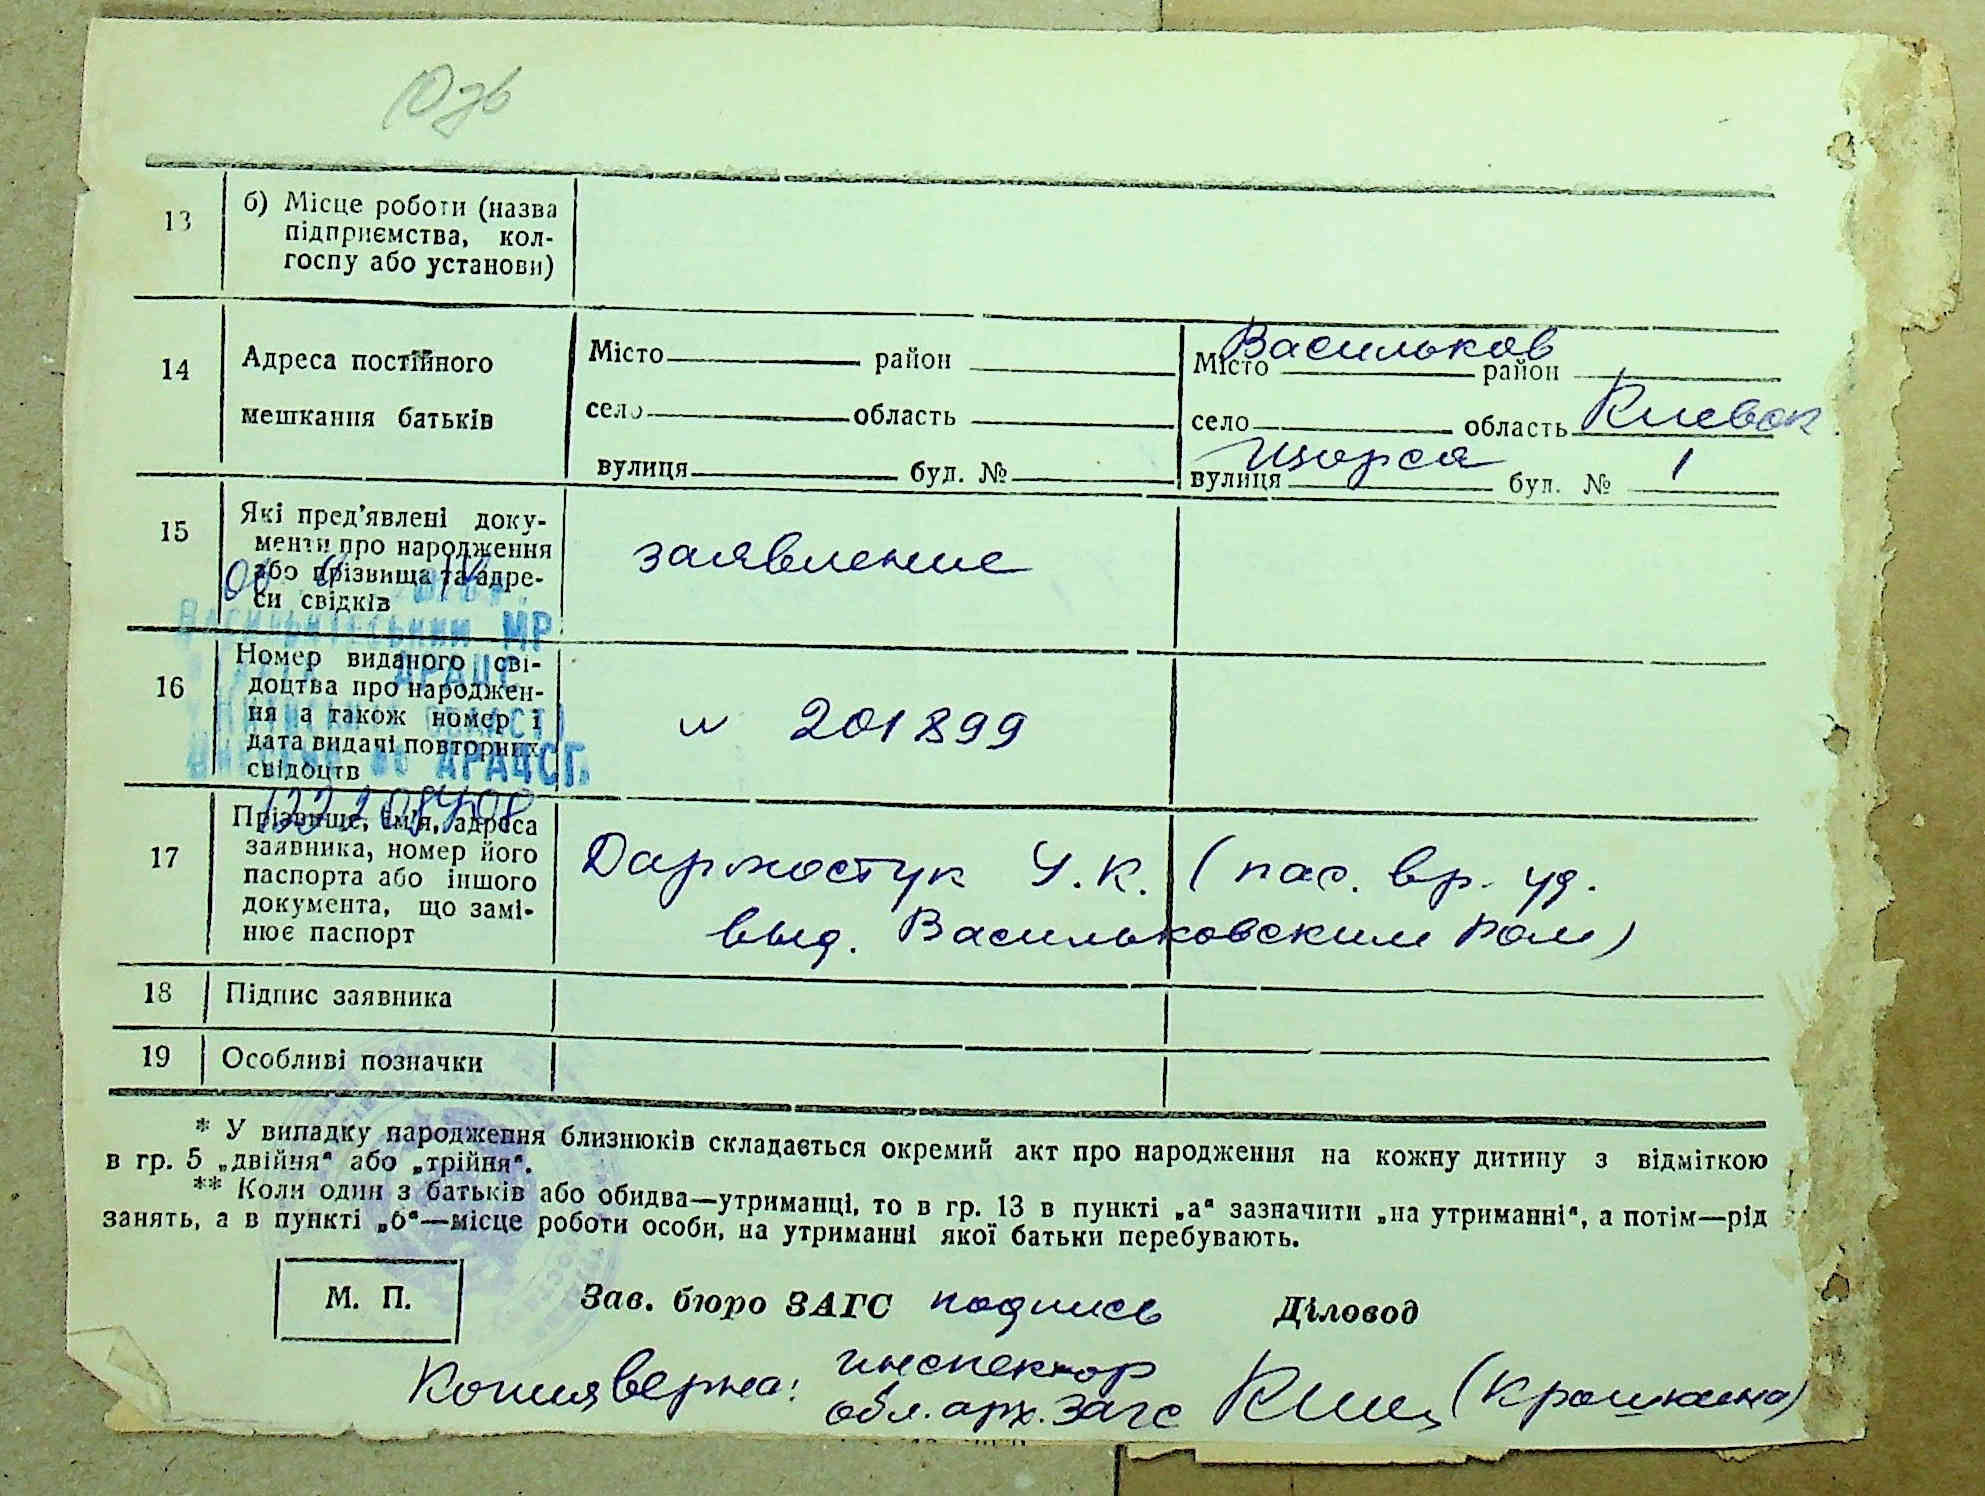 13
б) Місце роботи (назва
підприємства, кол-
госпу або установи)
14
Адреса постійного
мешкання батьків
Місто район
село область
вулиця буд. №
Місто Васильков район
село область Киевск
вулиця Щорса буд. № 1
15
Які пред'явлені доку-
менти про народження
або прізвища та адре-
си свідків
заявление
МР
АРАЦС
ОБЛАСТІ
АРАЦСГ
16
Номер виданого сві-
доцтва про народжен-
ня а також номер і
дата видачі повторних
свідоцтв
№ 201899
17
Прізвище, ім'я, адреса
заявника, номер його
паспорта або іншого
документа, що замі-
нює паспорт
У.К. (пас. вр. уд.
выд. Васильковским Ром)
18 Підпис заявника
19 Особливі позначки
* У випадку народження близнюків складається окремий акт про народження на кожну дитину з відміткою
в гр. 5 „двійня“ або „трійня“.
** Коли один з батьків або обидва—утриманці, то в гр. 13 в пункті „а“ зазначити „на утриманні“, а потім—рід
занять, а в пункті „б“—місце роботи особи, на утриманні якої батьки перебувають.
М. П.
Зав. бюро ЗАГС подпись Діловод
Копия верна: инспектор
обл. арх. Загс